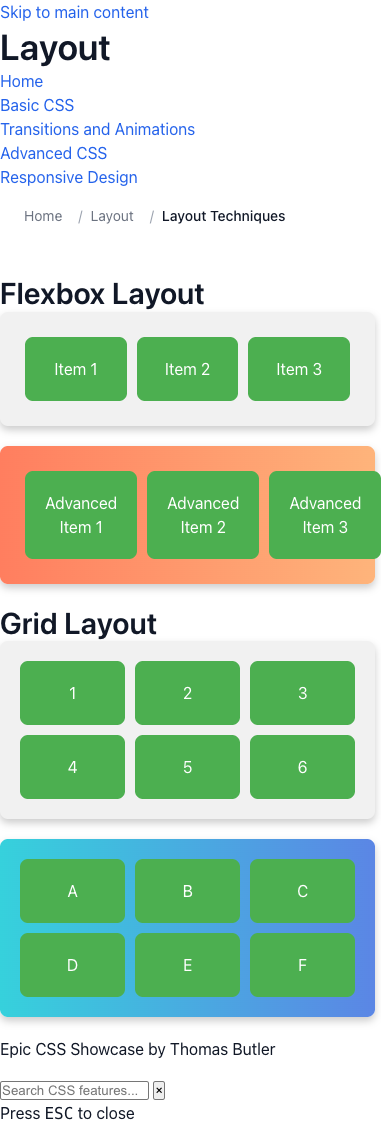 Skip to main content
Layout
Home
Basic CSS
Transitions and Animations
Advanced CSS
Responsive Design
Home / Layout / Layout Techniques
Flexbox Layout
Item 1 Item 2 Item 3
Advanced Advanced Advanced
Item 1 Item 2 Item 3
Grid Layout
1 2 3
4 5 6
A B C
D E F
Epic CSS Showcase by Thomas Butler
Search CSS features... ×
Press ESC to close